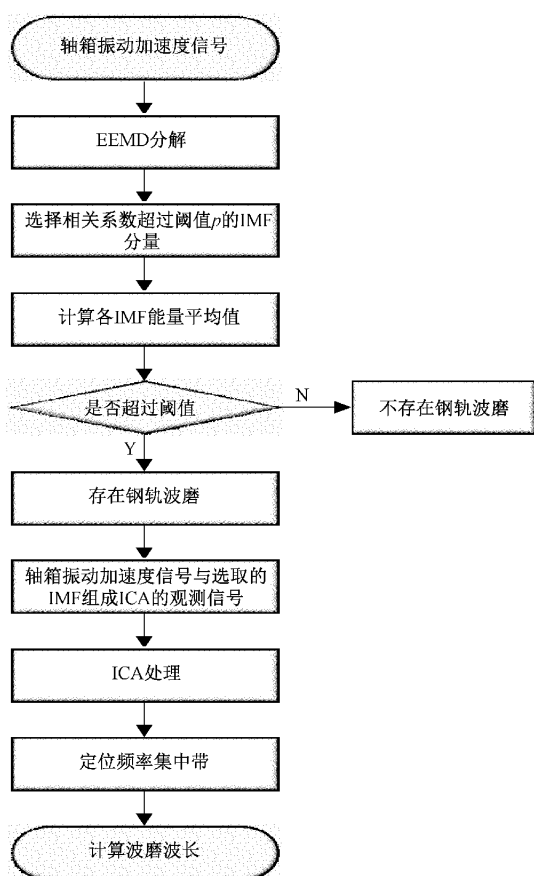 轴箱振动加速度信号
EEMD分解
选择相关系数超过阈值p的IMF
分量
计算各IMF能量平均值
是否超过阈值
N
不存在钢轨波磨
Y
存在钢轨波磨
轴箱振动加速度信号与选取的
IMF组成ICA的观测信号
ICA处理
定位频率集中带
计算波磨波长